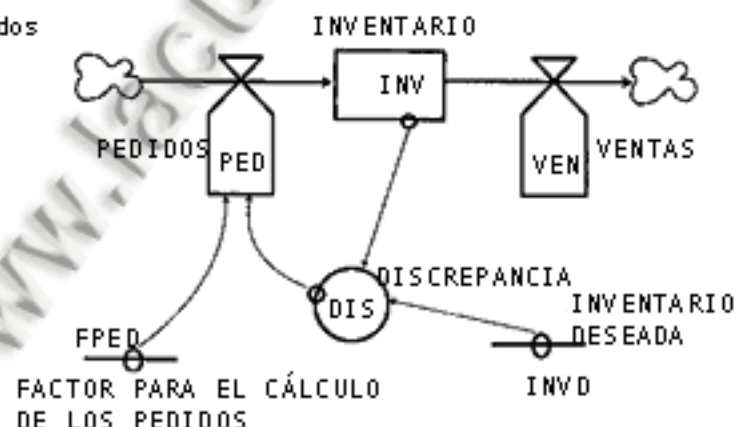 dos
INVENTARIO
INV
PEDIDOS
PED
VEN
VENTAS
DISCREPANCIA
DIS
INVENTARIO
DESEADA
INVD
FPED
FACTOR PARA EL CÁLCULO
DE LOS PEDIDOS